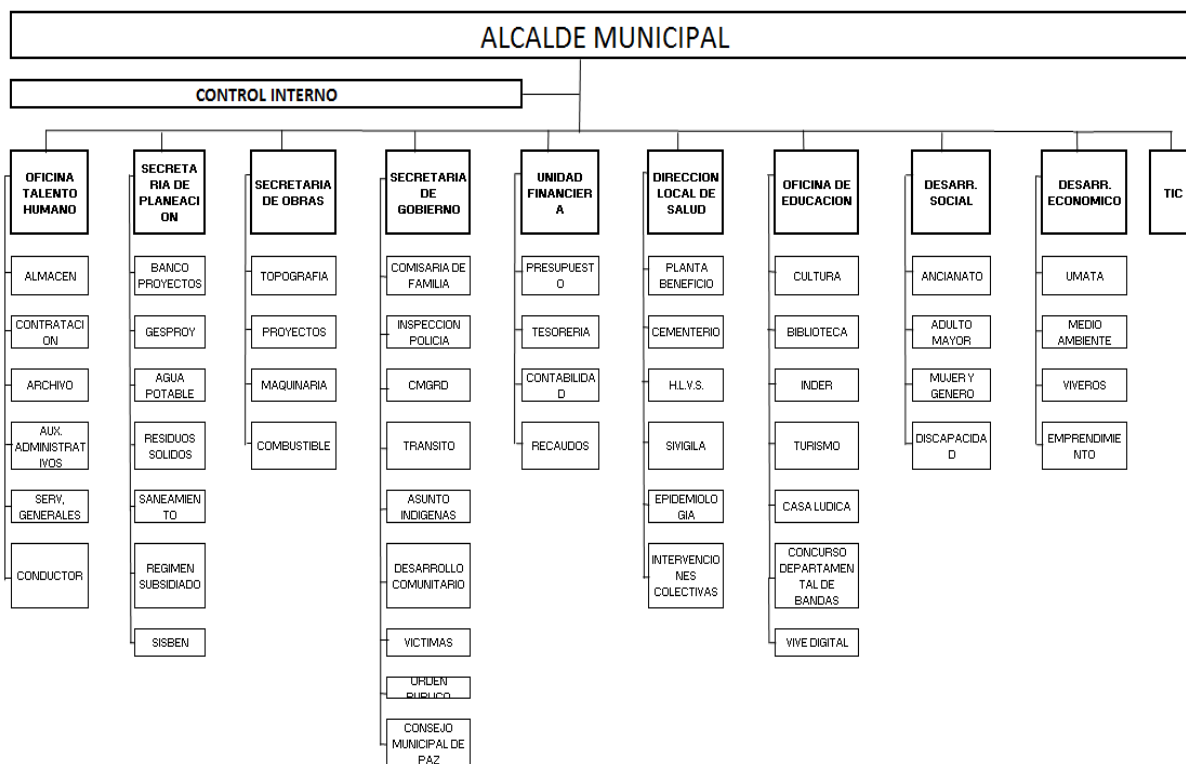 ALCALDE MUNICIPAL
CONTROL INTERNO
OFICINA
TALENTO
HUMANO
ALMACEN
CONTRATACI
ON
ARCHIVO
AUX.
ADMINISTRAT
IVOS
SERV,
GENERALES
CONDUCTOR
SECRETA
RIA DE
PLANEACI
ON
BANCO
PROYECTOS
GESPROY
AGUA
POTABLE
RESIDUOS
SOLIDOS
SANEAMIE
NTO
REGIMEN
SUBSIDIADO
SISBEN
SECRETARIA
DE OBRAS
TOPOGRAFIA
PROYECTOS
MAQUINARIA
COMBUSTIBLE
SECRETARIA
DE
GOBIERNO
COMISARIA DE
FAMILIA
INSPECCION
POLICIA
CMGRD
TRANSITO
ASUNTO
INDIGENAS
DESARROLLO
COMUNITARIO
VICTIMAS
ORDEN
PUBLICO
CONSEJO
MUNICIPAL DE
PAZ
UNIDAD
FINANCIER
A
PRESUPUEST
O
TESORERIA
CONTABILIDA
D
RECAUDOS
DIRECCION
LOCAL DE
SALUD
PLANTA
BENEFICIO
CEMENTERIO
H.L.V.S.
SIVIGILA
EPIDEMIOLO
GIA
INTERVENCIO
NES
COLECTIVAS
OFICINA DE
EDUCACION
CULTURA
BIBLIOTECA
INDER
TURISMO
CASA LUDICA
CONCURSO
DEPARTAMEN
TAL DE
BANDAS
VIVE DIGITAL
DESARR.
SOCIAL
ANCIANATO
ADULTO
MAYOR
MUJER Y
GENERO
DISCAPACIDA
D
DESARR.
ECONOMICO
UMATA
MEDIO
AMBIENTE
VIVEROS
EMPRENDIMIE
NTO
TIC